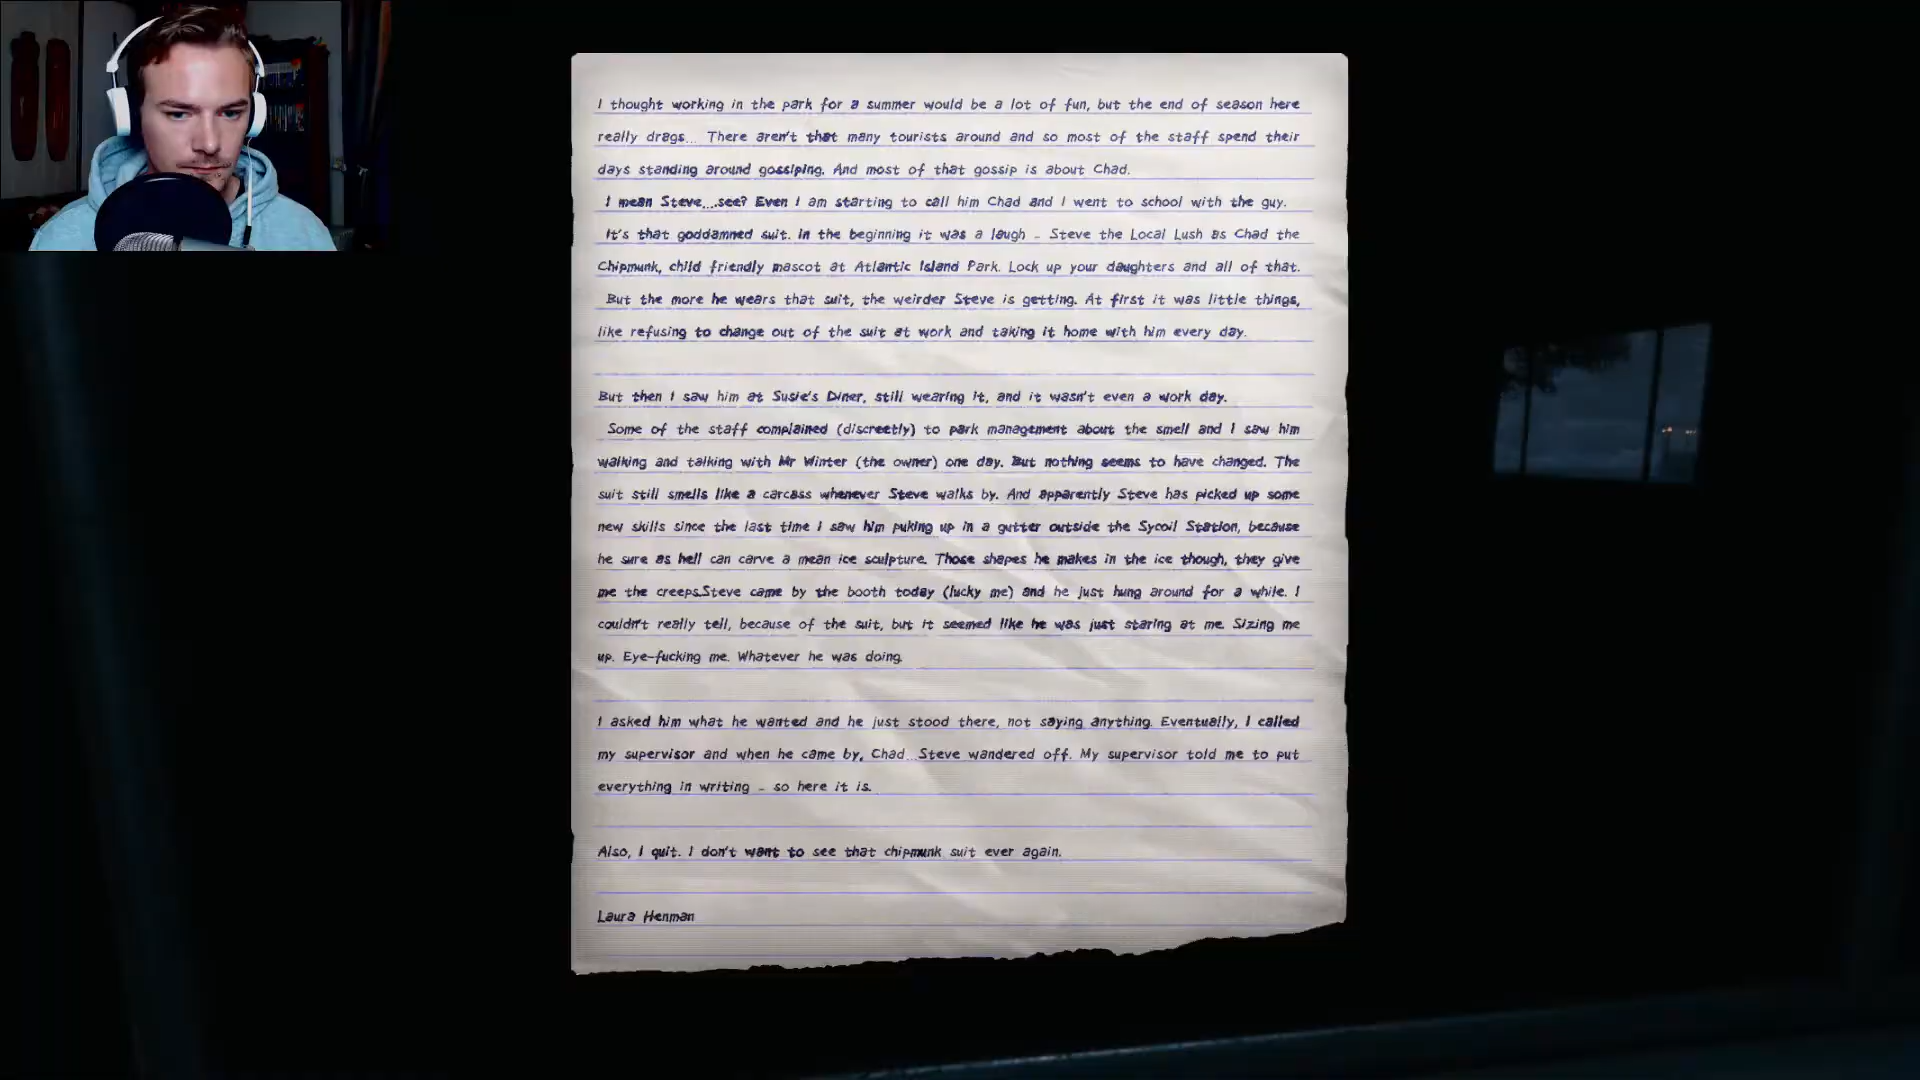 I thought working in the park for a summer would be a lot of fun, but the end of season here
really drags... There aren't that many tourists around and so most of the staff spend their
days standing around gossiping. And most of that gossip is about Chad.
I mean Steve...see? Even I am starting to call him Chad and I went to school with the guy.
It's that goddamned suit. In the beginning it was a laugh - Steve the Local Lush as Chad the
Chipmunk, child friendly mascot at Atlantic Island Park. Lock up your daughters and all of that.
But the more he wears that suit, the weirder Steve is getting. At first it was little things,
like refusing to change out of the suit at work and taking it home with him every day.
But then I saw him at Susie's Diner, still wearing it, and it wasn't even a work day.
Some of the staff complained (discreetly) to park management about the smell and I saw him
walking and talking with Mr Winter (the owner) one day. But nothing seems to have changed. The
suit still smells like a carcass whenever Steve walks by. And apparently Steve has picked up some
new skills since the last time I saw him puking up in a gutter outside the Sycoil Station, because
he sure as hell can carve a mean ice sculpture. Those shapes he makes in the ice though, they give
me the creeps.Steve came by the booth today (lucky me) and he just hung around for a while. I
couldn't really tell, because of the suit, but it seemed like he was just staring at me. Sizing me
up. Eye-fucking me. Whatever he was doing.
I asked him what he wanted and he just stood there, not saying anything. Eventually, I called
my supervisor and when he came by, Chad...Steve wandered off. My supervisor told me to put
everything in writing - so here it is.
Also, I quit. I don't want to see that chipmunk suit ever again.
Laura Henman